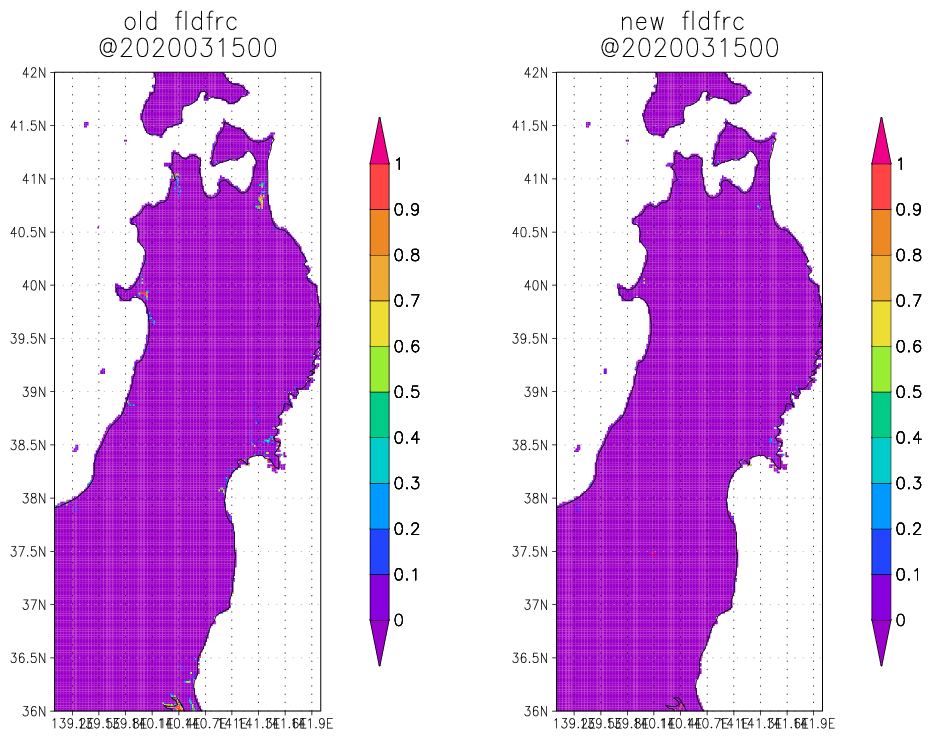 old fldfrc
@2020031500
new fldfrc
@2020031500
42N
41.5N
41N
40.5N
40N
39.5N
39N
38.5N
38N
37.5N
37N
36.5N
36N
1
0.9
0.8
0.7
0.6
0.5
0.4
0.3
0.2
0.1
0
42N
41.5N
41N
40.5N
40N
39.5N
39N
38.5N
38N
37.5N
37N
36.5N
36N
1
0.9
0.8
0.7
0.6
0.5
0.4
0.3
0.2
0.1
0